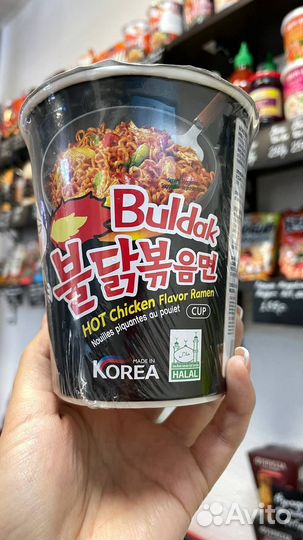 Buldak
불닭볶음면
HOT Chicken Flavor Ramen
Nouilles piquantes au poulet
CUP
MADE IN
KOREA
HALAL
Avito